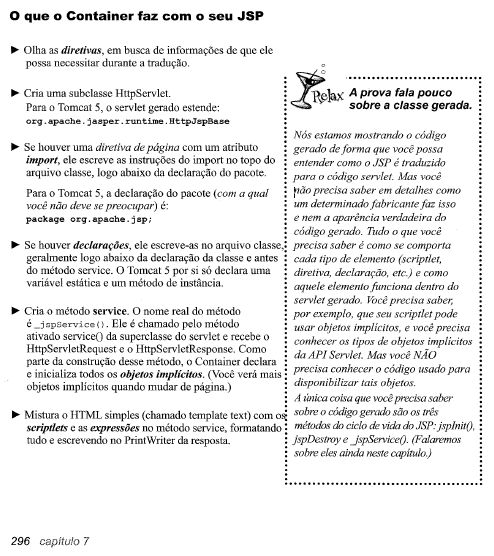 O que o Container faz com o seu JSP
► Olha as diretivas, em busca de informações de que ele
possa necessitar durante a tradução.
► Cria uma subclasse HttpServlet.
Para o Tomcat 5, o servlet gerado estende:
org.apache.jasper.runtime.HttpJspBase
► Se houver uma diretiva de página com um atributo
import, ele escreve as instruções do import no topo do
arquivo classe, logo abaixo da declaração do pacote.
Para o Tomcat 5, a declaração do pacote (com a qual
você não deve se preocupar) é:
package org.apache.jsp;
► Se houver declarações, ele escreve-as no arquivo classe,
geralmente logo abaixo da declaração da classe e antes
do método service. O Tomcat 5 por si só declara uma
variável estática e um método de instância.
► Cria o método service. O nome real do método
é _jspService(). Ele é chamado pelo método
ativado service() da superclasse do servlet e recebe o
HttpServletRequest e o HttpServletResponse. Como
parte da construção desse método, o Container declara
e inicializa todos os objetos implícitos. (Você verá mais
objetos implícitos quando mudar de página.)
► Mistura o HTML simples (chamado template text) com os
scriptlets e as expressões no método service, formatando
tudo e escrevendo no PrintWriter da resposta.
Relax
A prova fala pouco
sobre a classe gerada.
Nós estamos mostrando o código
gerado de forma que você possa
entender como o JSP é traduzido
para o código servlet. Mas você
não precisa saber em detalhes como
um determinado fabricante faz isso
e nem a aparência verdadeira do
código gerado. Tudo o que você
precisa saber é como se comporta
cada tipo de elemento (scriptlet,
diretiva, declaração, etc.) e como
aquele elemento funciona dentro do
servlet gerado. Você precisa saber,
por exemplo, que seu scriptlet pode
usar objetos implícitos, e você precisa
conhecer os tipos de objetos implícitos
da API Servlet. Mas você NÃO
precisa conhecer o código usado para
disponibilizar tais objetos.
A única coisa que você precisa saber
sobre o código gerado são os três
métodos do ciclo de vida do JSP: jspInit(),
jspDestroy e _jspService(). (Falaremos
sobre eles ainda neste capítulo.)
296 capítulo 7